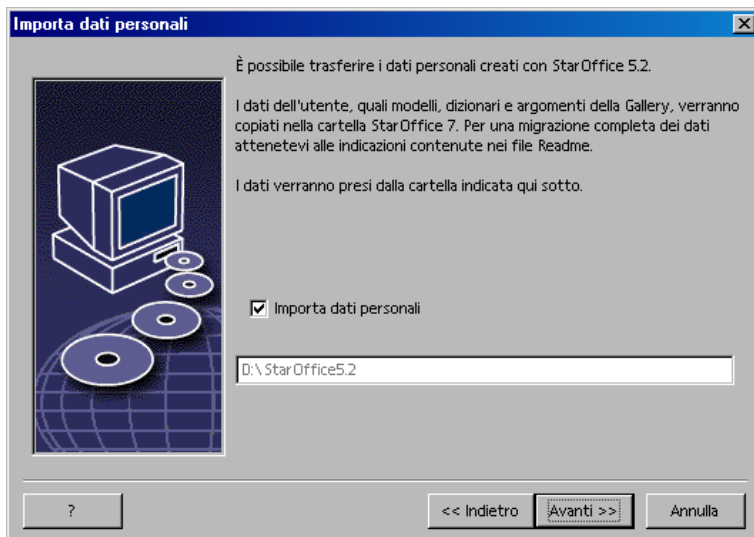 Importa dati personali
È possibile trasferire i dati personali creati con StarOffice 5.2.
I dati dell'utente, quali modelli, dizionari e argomenti della Gallery, verranno
copiati nella cartella StarOffice 7. Per una migrazione completa dei dati
attenetevi alle indicazioni contenute nei file Readme.
I dati verranno presi dalla cartella indicata qui sotto.
Importa dati personali
D:\StarOffice5.2
?
<< Indietro
Avanti >>
Annulla